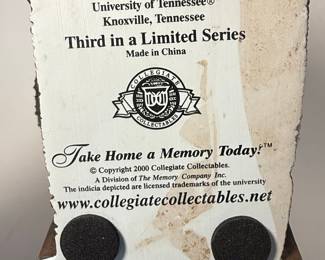 University of Tennessee®
Knoxville, Tennessee
Third in a Limited Series
Made in China
COLLEGIATE
COLLECTABLES
Take Home a Memory Today!™
© Copyright 2000 Collegiate Collectables.
A Division of The Memory Company Inc.
The indicia depicted are licensed trademarks of the university
www.collegiatecollectables.net